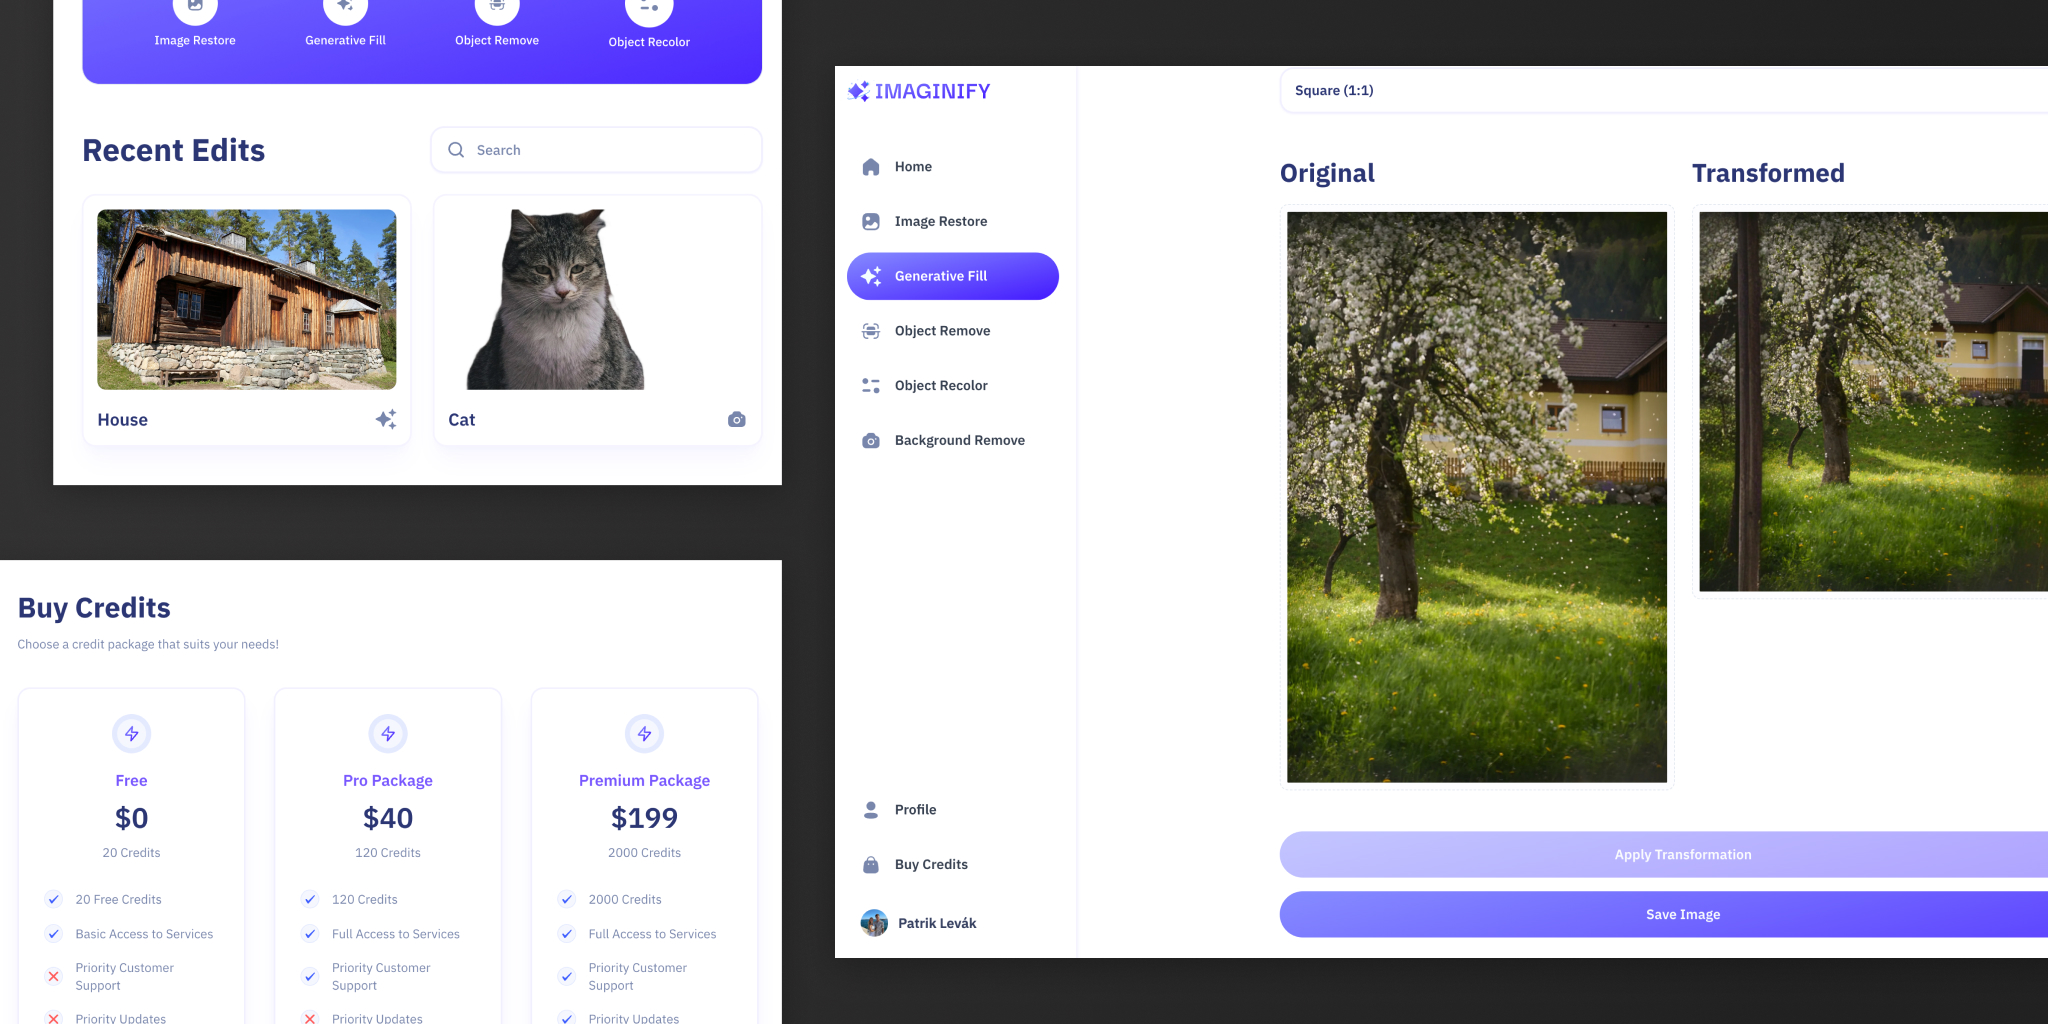 Image Restore
Generative Fill
Object Remove
Object Recolor
Recent Edits
Search
House
Cat
Buy Credits
Choose a credit package that suits your needs!
Free
$0
20 Credits
20 Free Credits
Basic Access to Services
Priority Customer
Support
Priority Updates
Pro Package
$40
120 Credits
120 Credits
Full Access to Services
Priority Customer
Support
Priority Updates
Premium Package
$199
2000 Credits
2000 Credits
Full Access to Services
Priority Customer
Support
Priority Updates
IMAGINIFY
Home
Image Restore
Generative Fill
Object Remove
Object Recolor
Background Remove
Profile
Buy Credits
Patrik Levák
Square (1:1)
Original
Transformed
Apply Transformation
Save Image